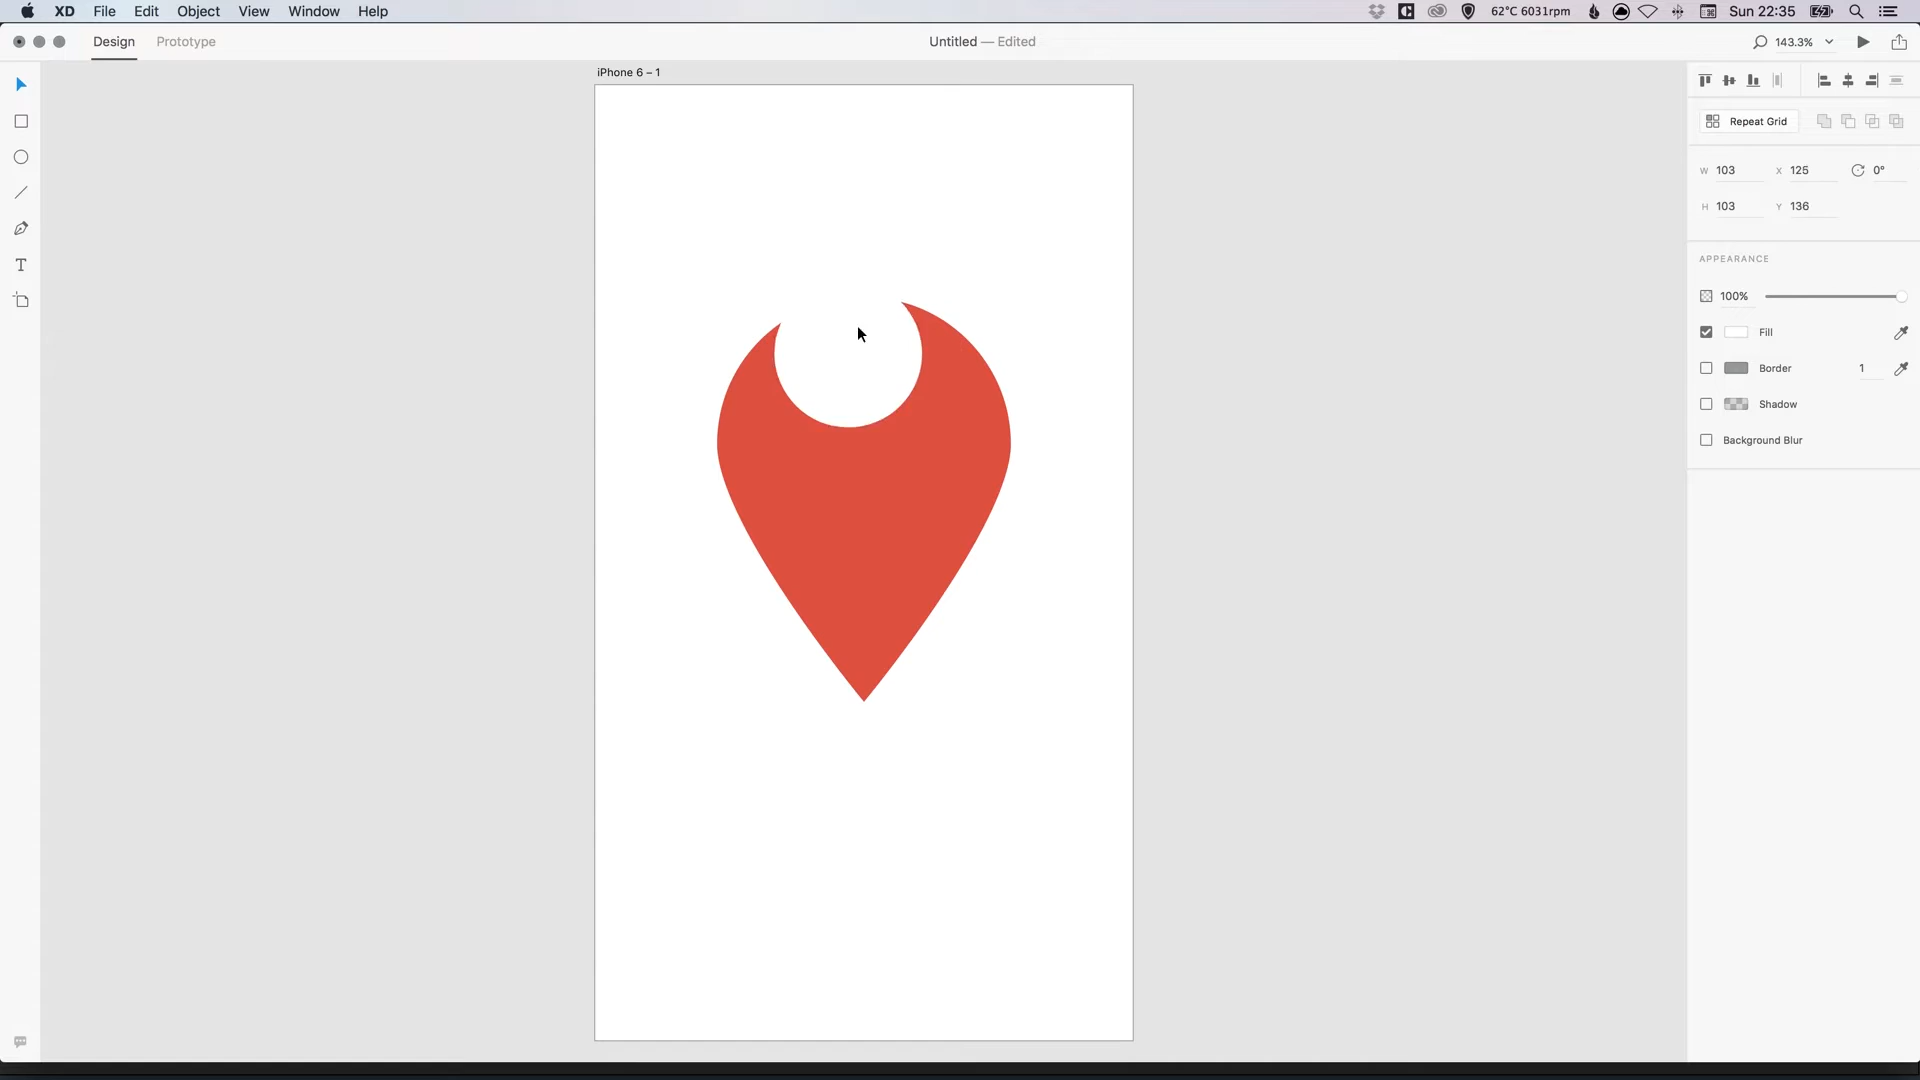 XD File Edit Object View Window Help 62°C 6031rpm Sun 22:35
Design Prototype Untitled — Edited 143.3%
iPhone 6 – 1
Repeat Grid
W 103 X 125 0°
H 103 Y 136
APPEARANCE
100%
Fill
Border 1
Shadow
Background Blur